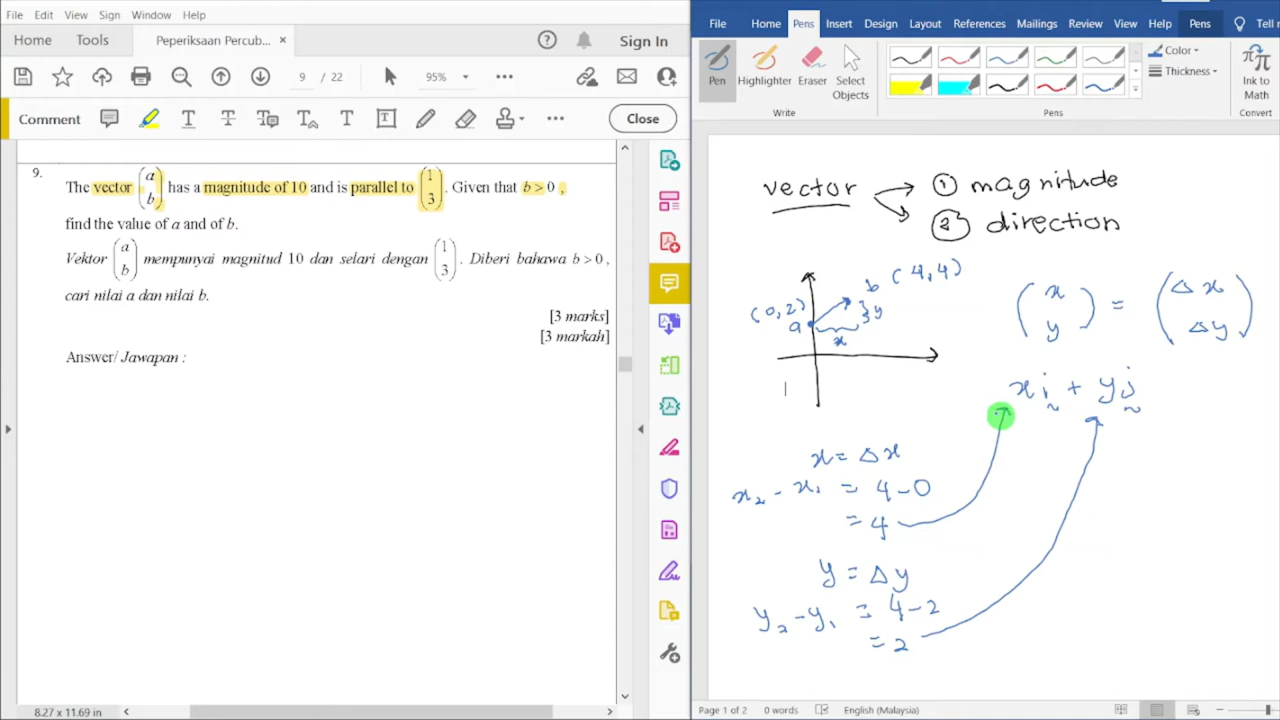 File Edit View Sign Window Help
Home Tools Peperiksaan Percub... × Sign In
9 / 22 95%
Comment Close
9.
The vector (a b) has a magnitude of 10 and is parallel to (1 3). Given that b > 0 ,
find the value of a and of b.
Vektor (a b) mempunyai magnitud 10 dan selari dengan (1 3). Diberi bahawa b > 0,
cari nilai a dan nilai b.
[3 marks]
[3 markah]
Answer/ Jawapan :
8.27 x 11.69 in
File Home Pens Insert Design Layout References Mailings Review View Help Pens Tell
Pen Highlighter Eraser Select Objects
Color
Thickness
Ink to Math
Write Pens Convert
vector
① magnitude
② direction
b (4,4)
(0,2)
a
x
y
(x y) = (Δx Δy)
xi + yj
x = Δx
x₂ - x₁ = 4 - 0
= 4
y = Δy
y₂ - y₁ = 4 - 2
= 2
Page 1 of 2 0 words English (Malaysia)